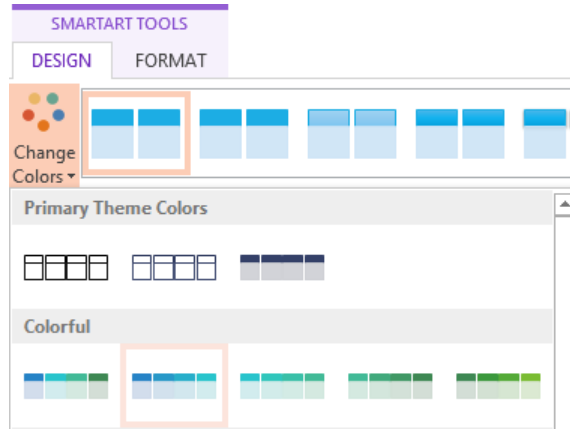 SMARTART TOOLS
DESIGN FORMAT
Change
Colors
Primary Theme Colors
Colorful